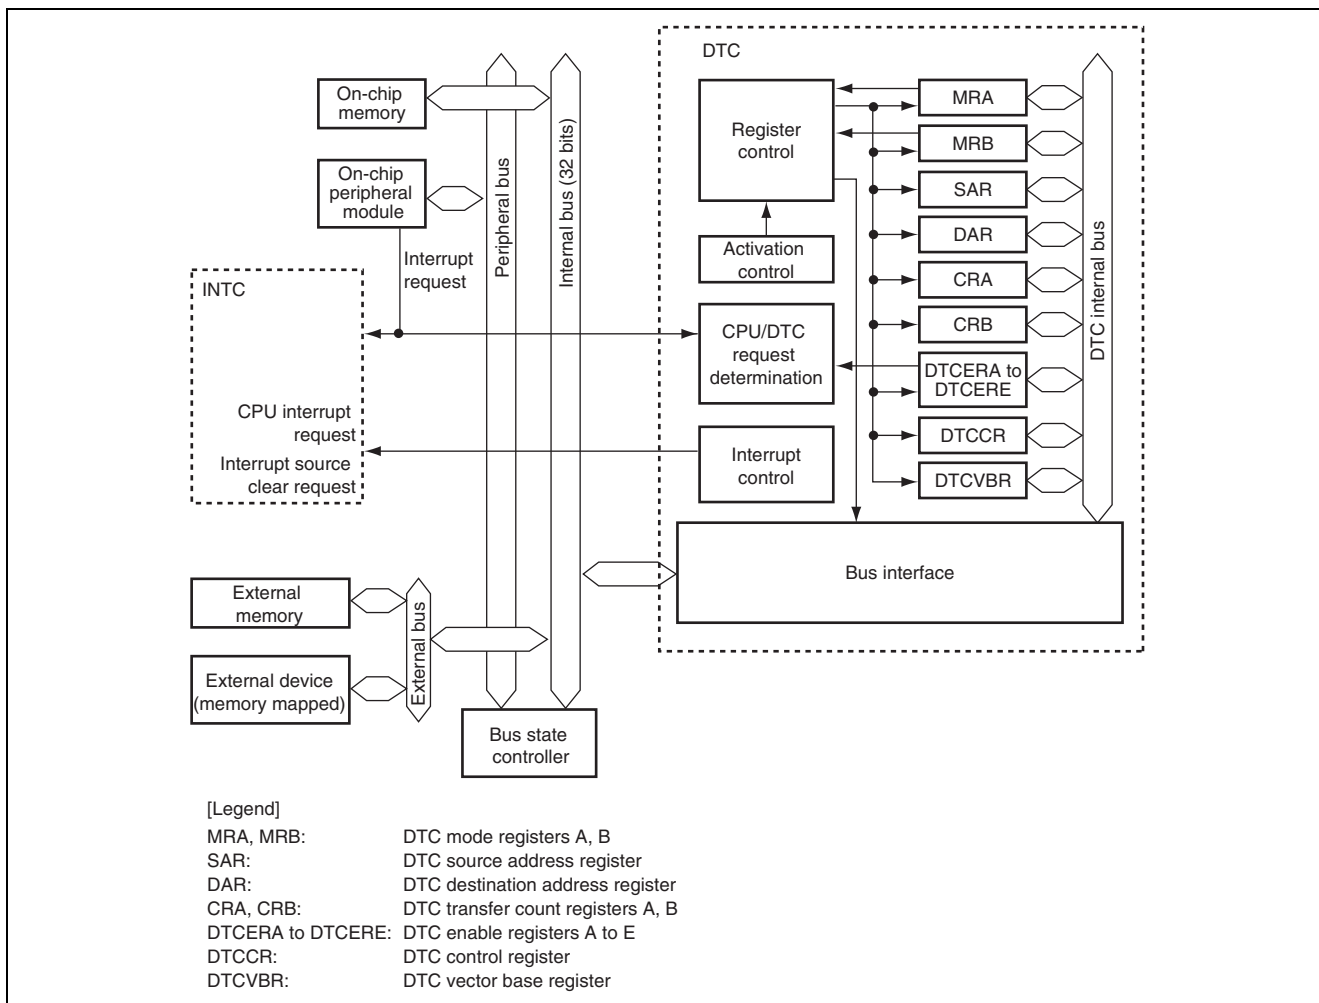 DTC
On-chip
memory
On-chip
peripheral
module
Interrupt
request
Peripheral bus
Internal bus (32 bits)
INTC
CPU interrupt
request
Interrupt source
clear request
Register
control
Activation
control
CPU/DTC
request
determination
Interrupt
control
MRA
MRB
SAR
DAR
CRA
CRB
DTCERA to
DTCERE
DTCCR
DTCVBR
DTC internal bus
Bus interface
External
memory
External device
(memory mapped)
External bus
Bus state
controller
[Legend]
MRA, MRB: DTC mode registers A, B
SAR: DTC source address register
DAR: DTC destination address register
CRA, CRB: DTC transfer count registers A, B
DTCERA to DTCERE: DTC enable registers A to E
DTCCR: DTC control register
DTCVBR: DTC vector base register